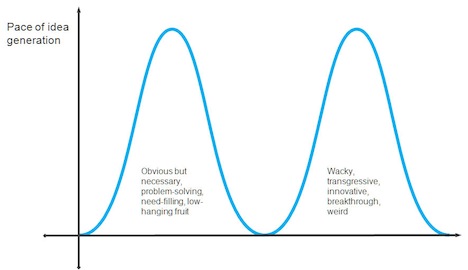 Pace of idea
generation
Obvious but
necessary,
problem-solving,
need-filling, low-
hanging fruit
Wacky,
transgressive,
innovative,
breakthrough,
weird